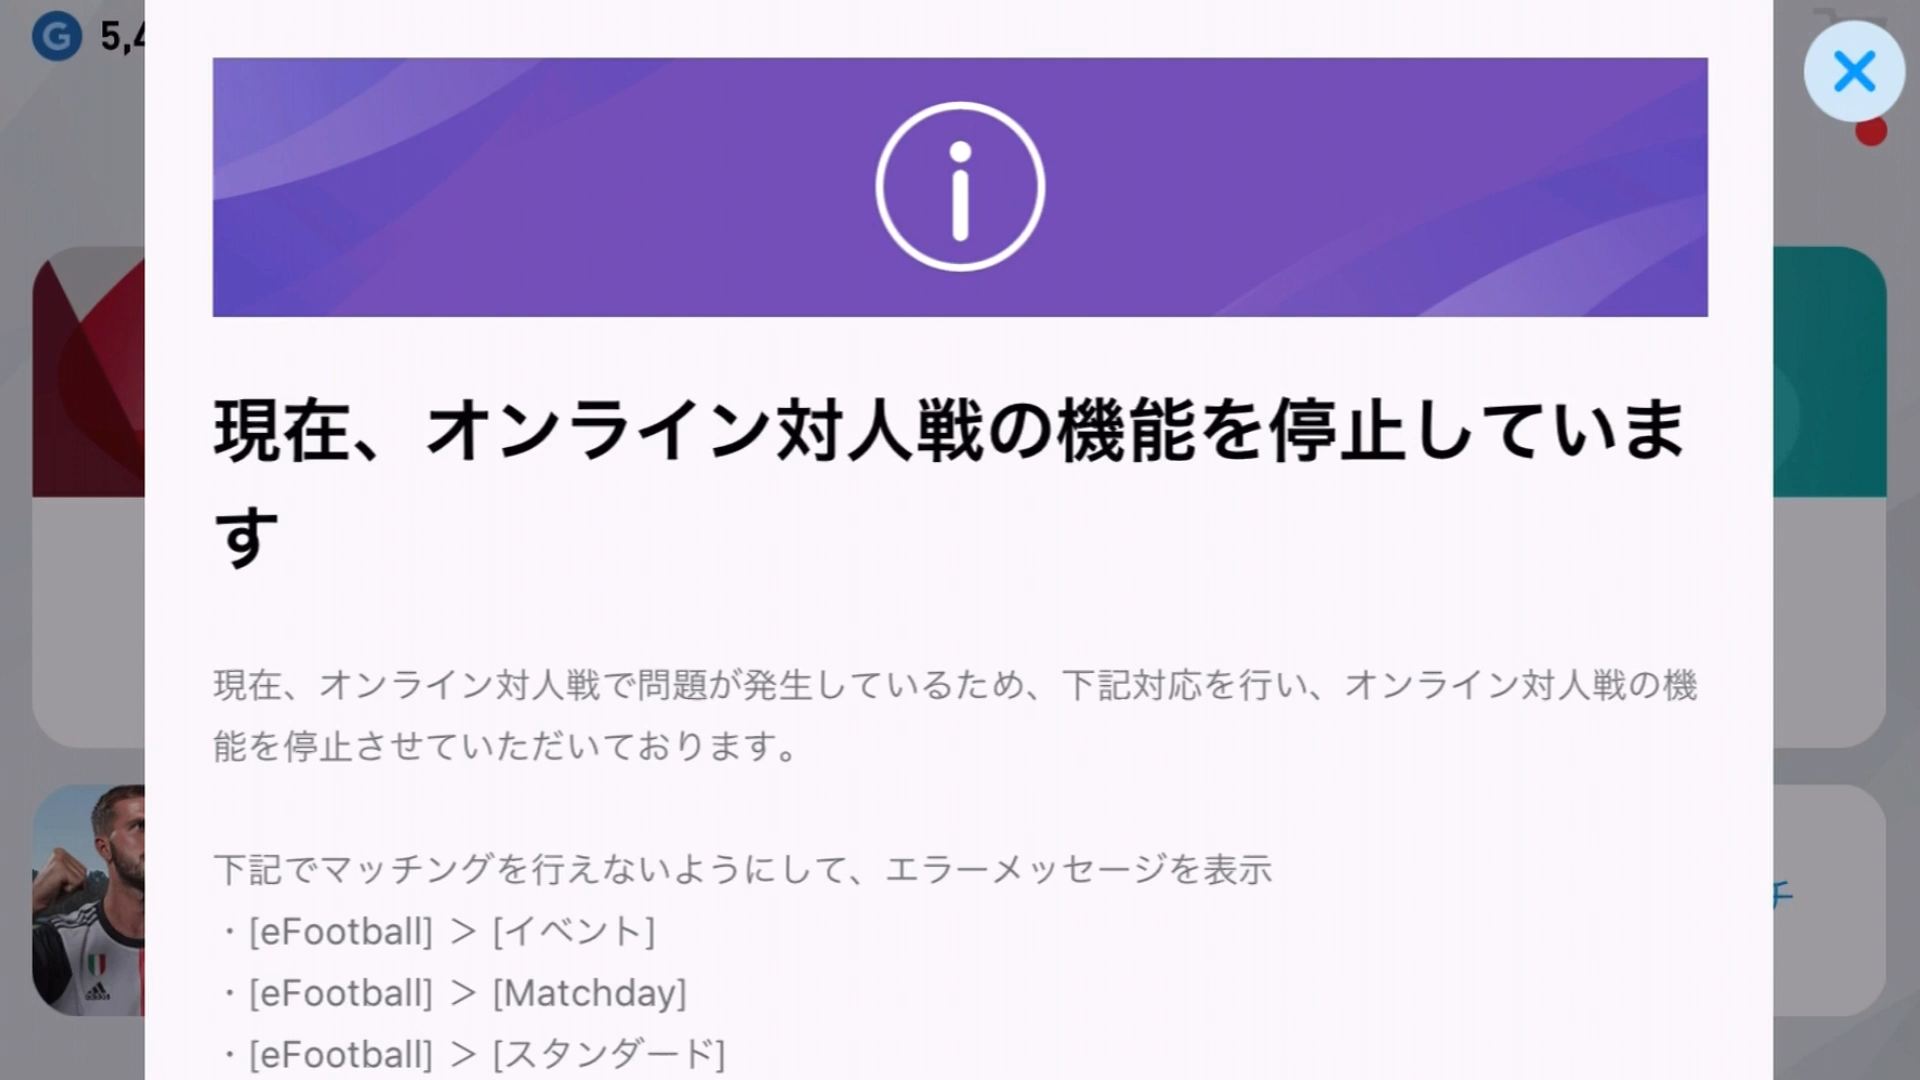 G 5,4
現在、オンライン対人戦の機能を停止していま
す
現在、オンライン対人戦で問題が発生しているため、下記対応を行い、オンライン対人戦の機
能を停止させていただいております。
下記でマッチングを行えないようにして、エラーメッセージを表示
・[eFootball] ＞ [イベント]
・[eFootball] ＞ [Matchday]
チ
adidas
・[eFootball] ＞ [スタンダード]